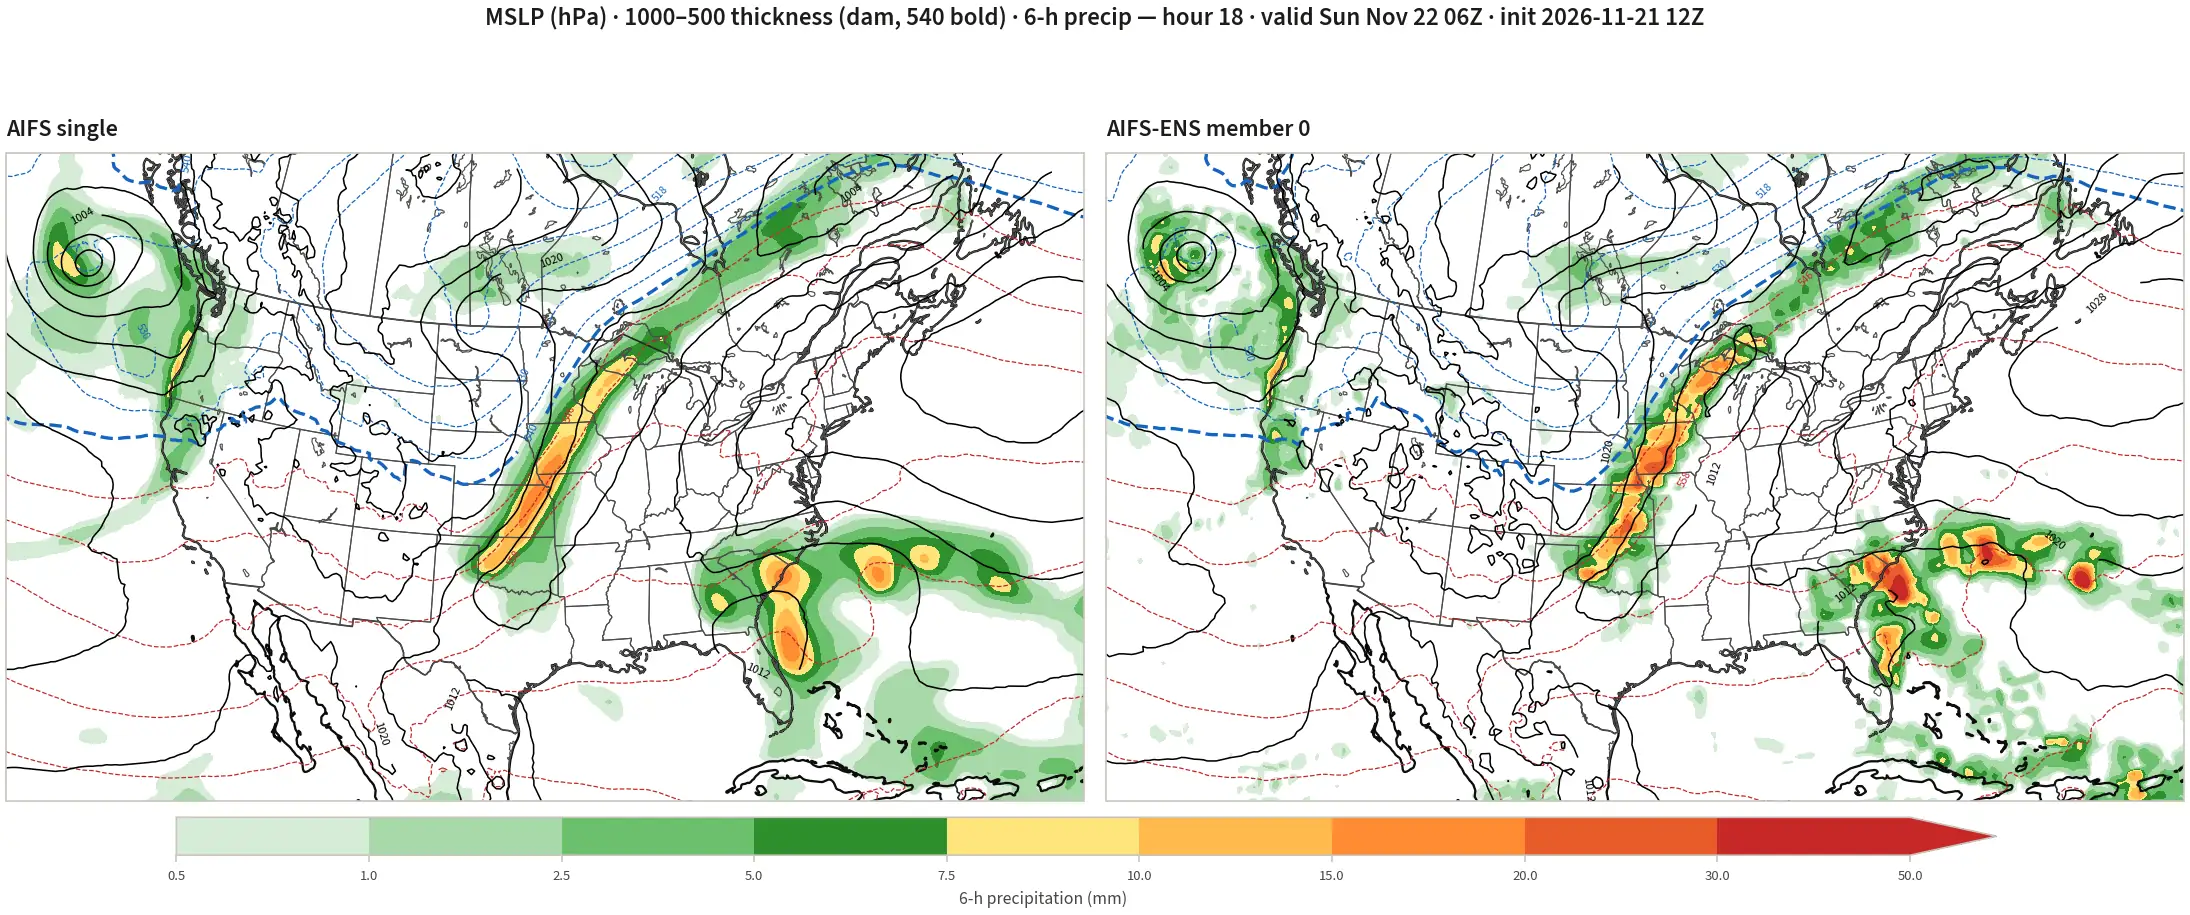 MSLP (hPa) · 1000–500 thickness (dam, 540 bold) · 6-h precip — hour 18 · valid Sun Nov 22 06Z · init 2026-11-21 12Z
AIFS single
AIFS-ENS member 0
1004
518
1004
1020
1012
1012
1020
518
1028
1020
1012
1020
1012
0.5 1.0 2.5 5.0 7.5 10.0 15.0 20.0 30.0 50.0
6-h precipitation (mm)